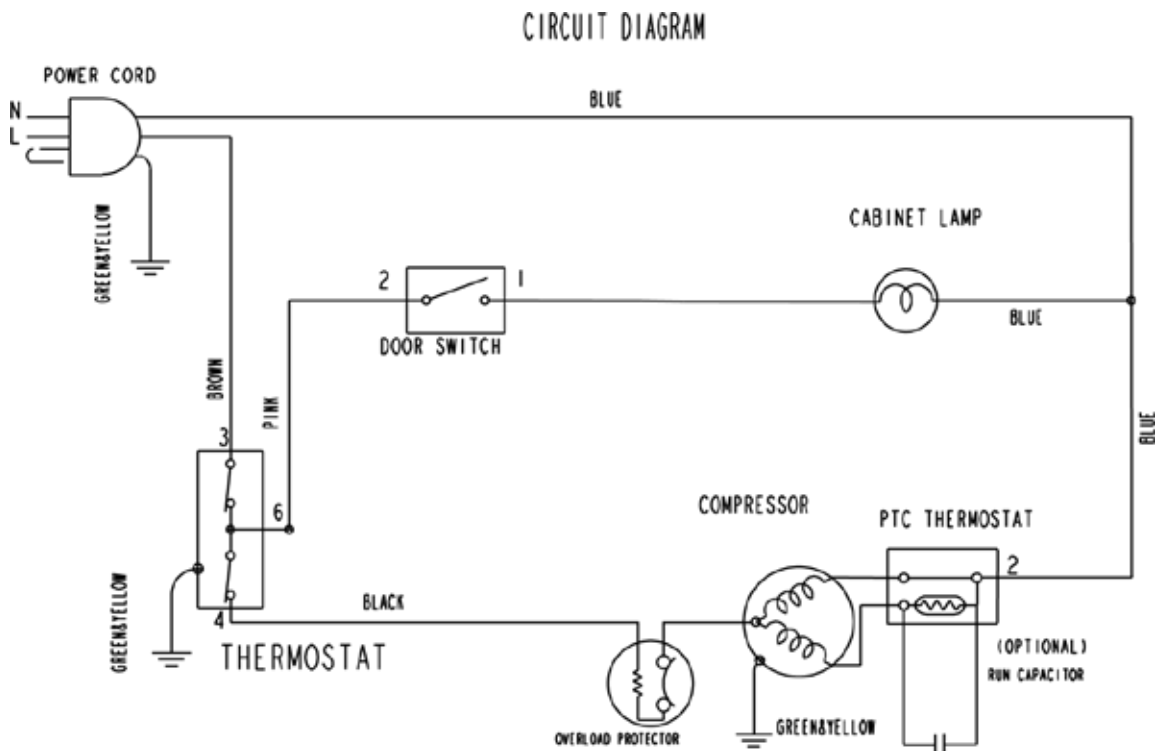 CIRCUIT DIAGRAM
POWER CORD
N
L
BLUE
GREEN&YELLOW
CABINET LAMP
2
1
DOOR SWITCH
BLUE
BROWN
PINK
BLUE
3
6
COMPRESSOR
PTC THERMOSTAT
2
GREEN&YELLOW
4
BLACK
THERMOSTAT
(OPTIONAL)
RUN CAPACITOR
GREEN&YELLOW
OVERLOAD PROTECTOR